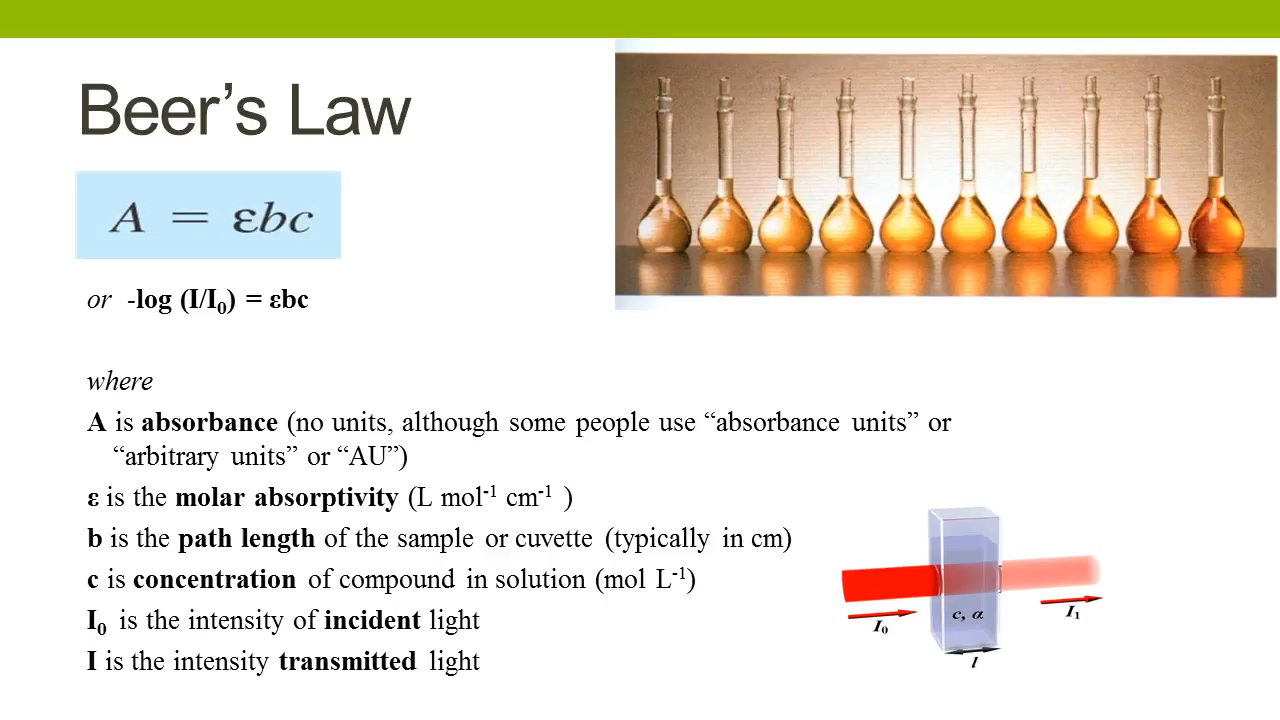 Beer’s Law
A = εbc
or -log (I/I₀) = εbc
where
A is absorbance (no units, although some people use “absorbance units” or
“arbitrary units” or “AU”)
ε is the molar absorptivity (L mol⁻¹ cm⁻¹ )
b is the path length of the sample or cuvette (typically in cm)
c is concentration of compound in solution (mol L⁻¹)
I₀ is the intensity of incident light
I is the intensity transmitted light
I₀
c, α
I₁
l